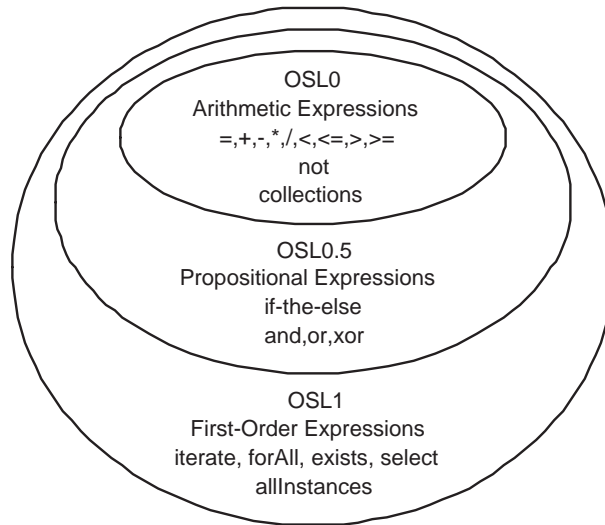 OSL0
Arithmetic Expressions
=,+,-,*,/,<,<=,>,>=
not
collections
OSL0.5
Propositional Expressions
if-the-else
and,or,xor
OSL1
First-Order Expressions
iterate, forAll, exists, select
allInstances